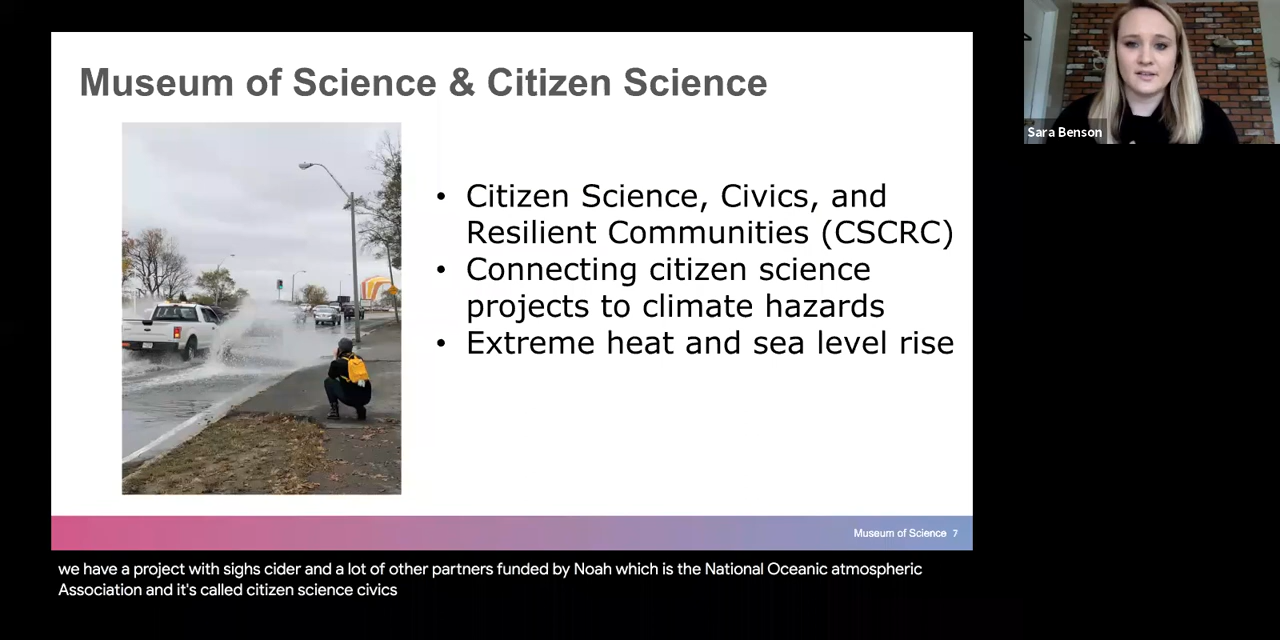 Museum of Science & Citizen Science
• Citizen Science, Civics, and
Resilient Communities (CSCRC)
• Connecting citizen science
projects to climate hazards
• Extreme heat and sea level rise
Museum of Science 7
we have a project with sighs cider and a lot of other partners funded by Noah which is the National Oceanic atmospheric
Association and it's called citizen science civics
Sara Benson